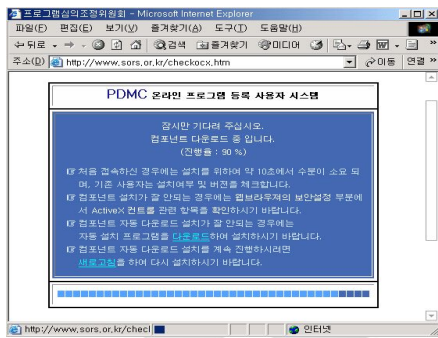 프로그램심의조정위원회 - Microsoft Internet Explorer
파일(F) 편집(E) 보기(V) 즐겨찾기(A) 도구(T) 도움말(H)
뒤로 검색 즐겨찾기 미디어
주소(D) http://www.sors.or.kr/checkocx.htm 이동 연결 »
PDMC 온라인 프로그램 등록 사용자 시스템
잠시만 기다려 주십시오.
컴포넌트 다운로드 중 입니다.
(진행률 : 90 %)
처음 접속하신 경우에는 설치를 위하여 약 10초에서 수분이 소요 되
며, 기존 사용자는 설치여부 및 버젼을 체크합니다.
컴포넌트 설치가 잘 안되는 경우에는 웹브라우져의 보안설정 부분에
서 ActiveX 컨트롤 관련 항목을 확인하시기 바랍니다.
컴포넌트 자동 다운로드 설치가 잘 안되는 경우에는
자동 설치 프로그램을 다운로드하여 설치하시기 바랍니다.
컴포넌트 자동 다운로드 설치를 계속 진행하시려면
새로고침을 하여 다시 설치하시기 바랍니다.
http://www.sors.or.kr/checl 인터넷